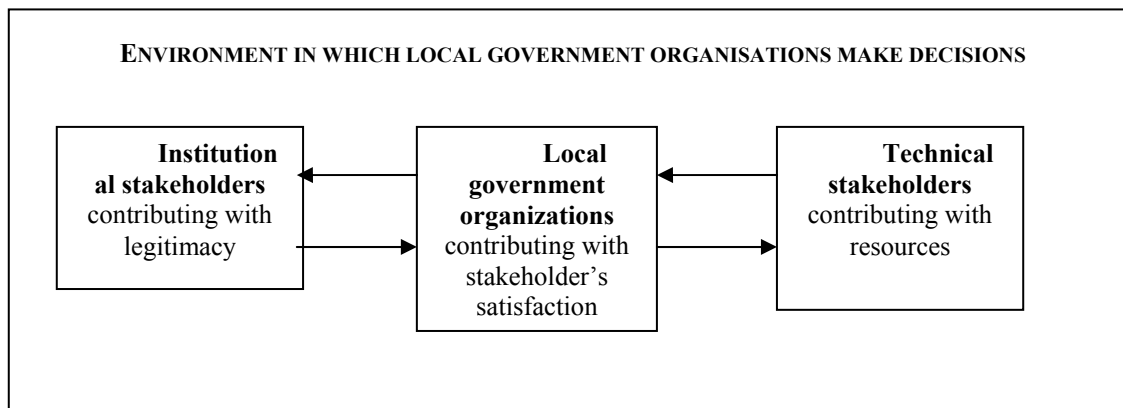 ENVIRONMENT IN WHICH LOCAL GOVERNMENT ORGANISATIONS MAKE DECISIONS
Institution
al stakeholders
contributing with
legitimacy
Local
government
organizations
contributing with
stakeholder’s
satisfaction
Technical
stakeholders
contributing with
resources